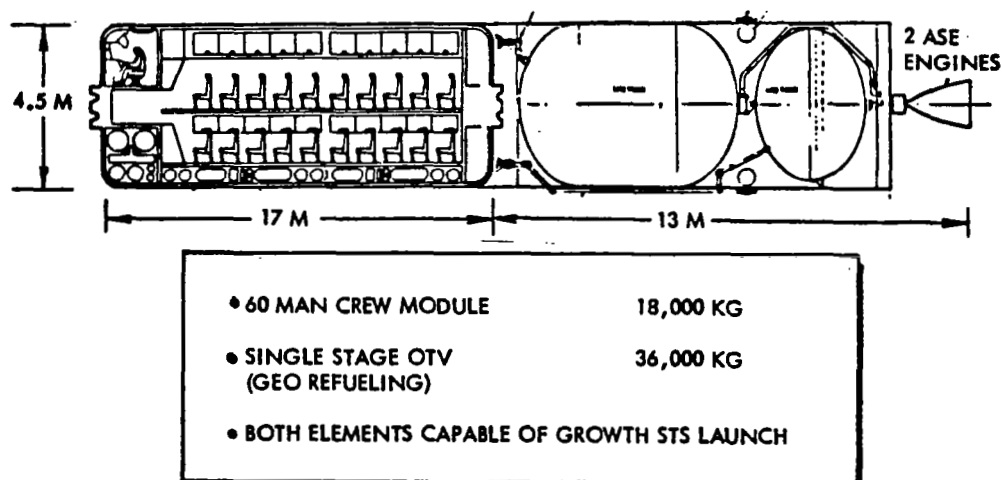 2 ASE
ENGINES
4.5 M
17 M
13 M
• 60 MAN CREW MODULE 18,000 KG
• SINGLE STAGE OTV 36,000 KG
(GEO REFUELING)
• BOTH ELEMENTS CAPABLE OF GROWTH STS LAUNCH